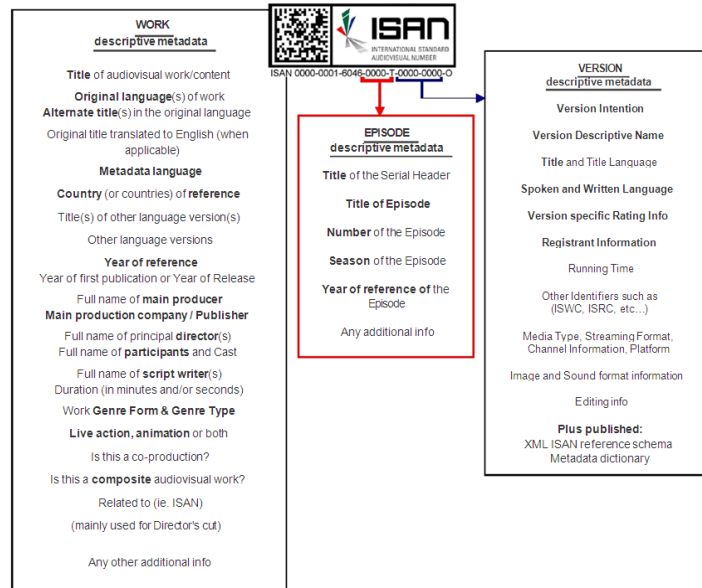 WORK
descriptive metadata
Title of audiovisual work/content
Original language(s) of work
Alternate title(s) in the original language
Original title translated to English (when
applicable)
Metadata language
Country (or countries) of reference
Title(s) of other language version(s)
Other language versions
Year of reference
Year of first publication or Year of Release
Full name of main producer
Main production company / Publisher
Full name of principal director(s)
Full name of participants and Cast
Full name of script writer(s)
Duration (in minutes and/or seconds)
Work Genre Form & Genre Type
Live action, animation or both
Is this a co-production?
Is this a composite audiovisual work?
Related to (ie. ISAN)
(mainly used for Director's cut)
Any other additional info
ISAN
INTERNATIONAL STANDARD
AUDIOVISUAL NUMBER
ISAN 0000-0001-6046-0000-T-0000-0000-O
EPISODE
descriptive metadata
Title of the Serial Header
Title of Episode
Number of the Episode
Season of the Episode
Year of reference of the
Episode
Any additional info
VERSION
descriptive metadata
Version Intention
Version Descriptive Name
Title and Title Language
Spoken and Written Language
Version specific Rating Info
Registrant Information
Running Time
Other Identifiers such as
(ISWC, ISRC, etc...)
Media Type, Streaming Format,
Channel Information, Platform
Image and Sound format information
Editing info
Plus published:
XML ISAN reference schema
Metadata dictionary